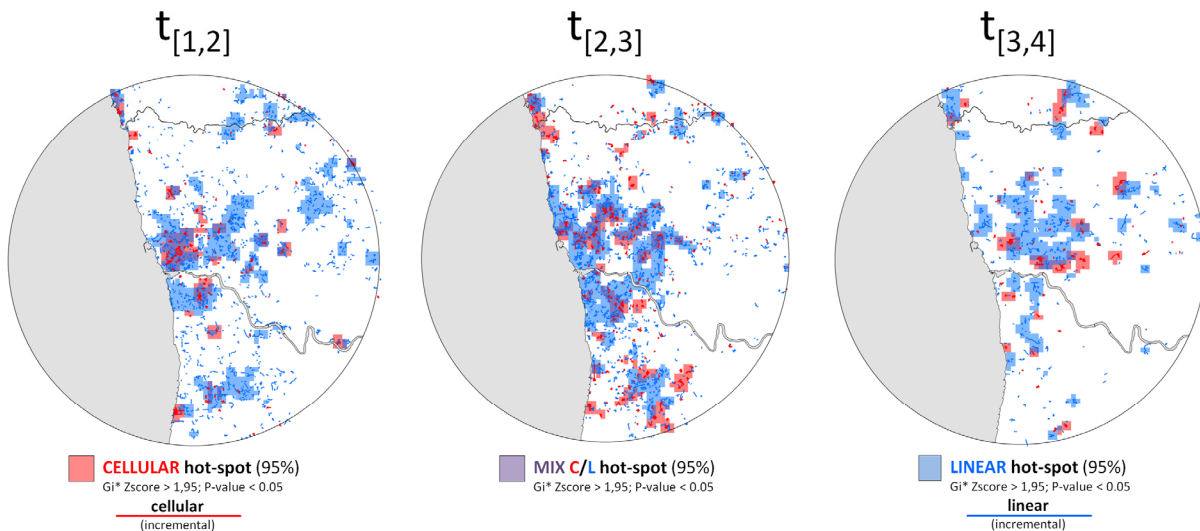 t[1,2]
t[2,3]
t[3,4]
CELLULAR hot-spot (95%)
Gi* Zscore > 1,95; P-value < 0.05
cellular
(incremental)
MIX C/L hot-spot (95%)
Gi* Zscore > 1,95; P-value < 0.05
LINEAR hot-spot (95%)
Gi* Zscore > 1,95; P-value < 0.05
linear
(incremental)